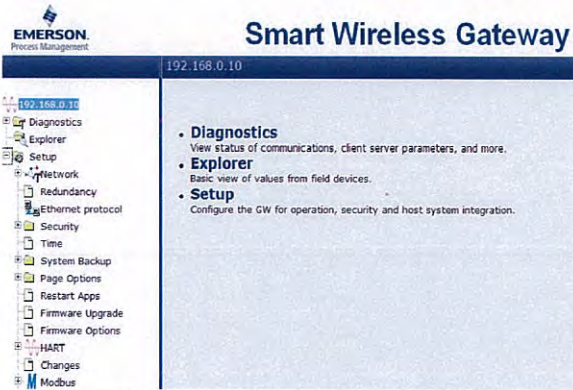 EMERSON.
Process Management
Smart Wireless Gateway
192.168.0.10
192.168.0.10
Diagnostics
Explorer
Setup
Network
Redundancy
Ethernet protocol
Security
Time
System Backup
Page Options
Restart Apps
Firmware Upgrade
Firmware Options
HART
Changes
Modbus
• Diagnostics
View status of communications, client server parameters, and more.
• Explorer
Basic view of values from field devices.
• Setup
Configure the GW for operation, security and host system integration.